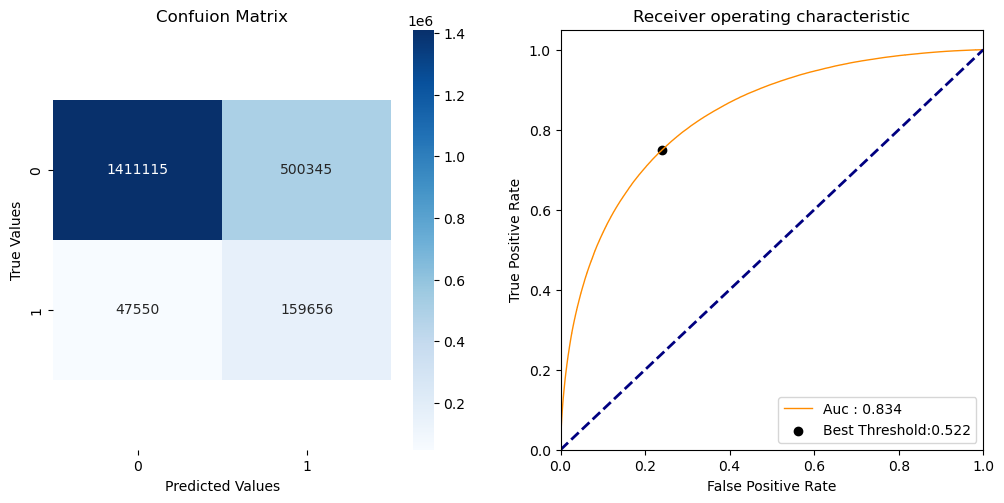 Confuion Matrix
1e6
1411115 500345
47550 159656
0
1
True Values
0 1
Predicted Values
1.4
1.2
1.0
0.8
0.6
0.4
0.2
Receiver operating characteristic
1.0
0.8
0.6
0.4
0.2
0.0
True Positive Rate
Auc : 0.834
Best Threshold:0.522
0.0 0.2 0.4 0.6 0.8 1.0
False Positive Rate